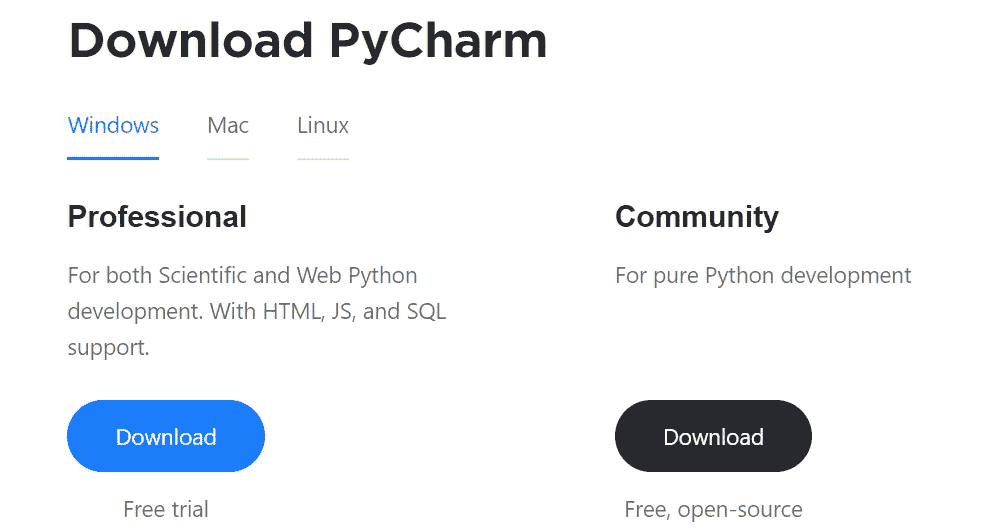 Download PyCharm
Windows Mac Linux
Professional
For both Scientific and Web Python
development. With HTML, JS, and SQL
support.
Download
Free trial
Community
For pure Python development
Download
Free, open-source